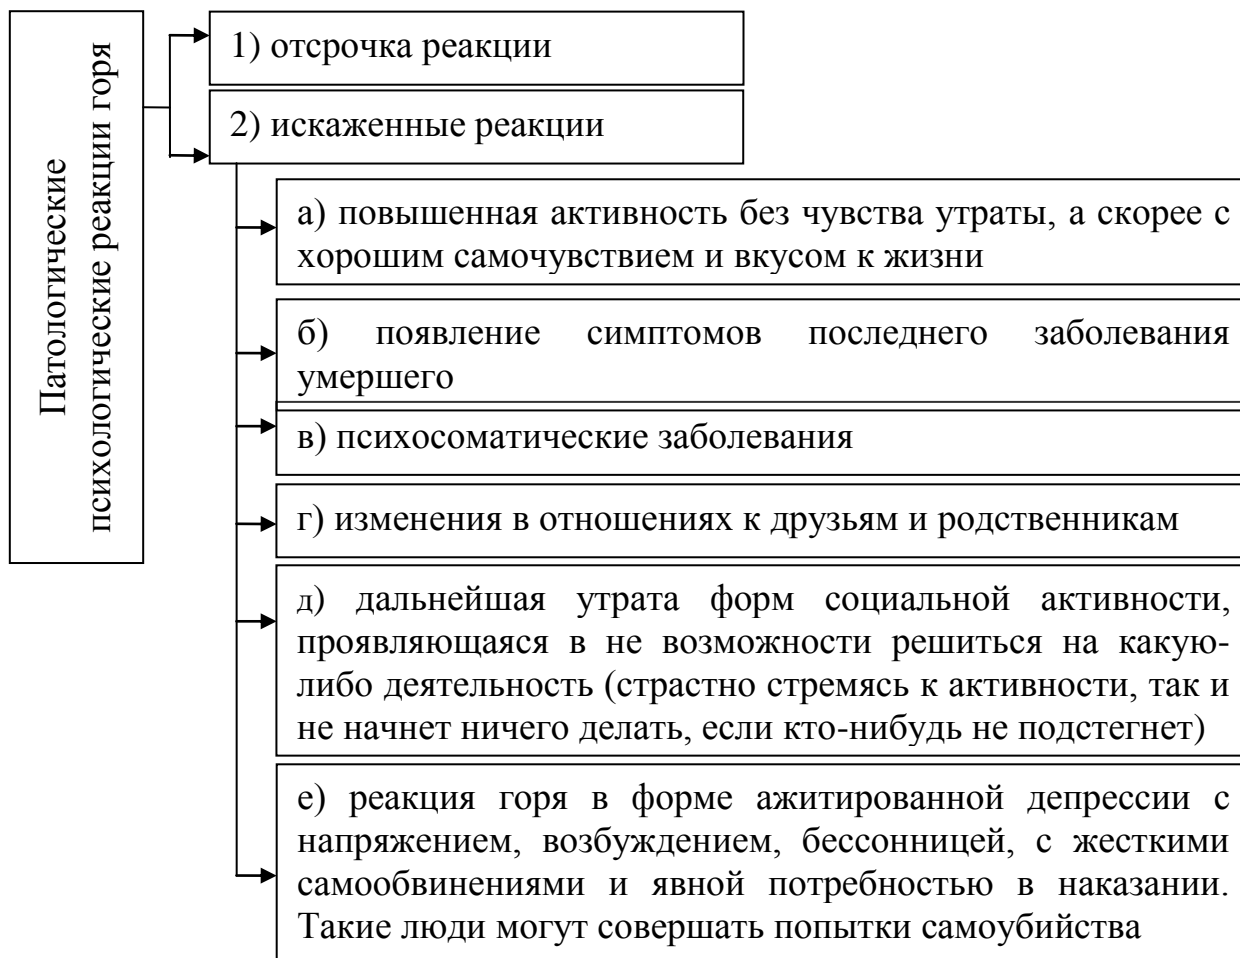 Патологические
психологические реакции горя
1) отсрочка реакции
2) искаженные реакции
а) повышенная активность без чувства утраты, а скорее с
хорошим самочувствием и вкусом к жизни
б) появление симптомов последнего заболевания
умершего
в) психосоматические заболевания
г) изменения в отношениях к друзьям и родственникам
д) дальнейшая утрата форм социальной активности,
проявляющаяся в не возможности решиться на какую-
либо деятельность (страстно стремясь к активности, так и
не начнет ничего делать, если кто-нибудь не подстегнет)
е) реакция горя в форме ажитированной депрессии с
напряжением, возбуждением, бессонницей, с жесткими
самообвинениями и явной потребностью в наказании.
Такие люди могут совершать попытки самоубийства